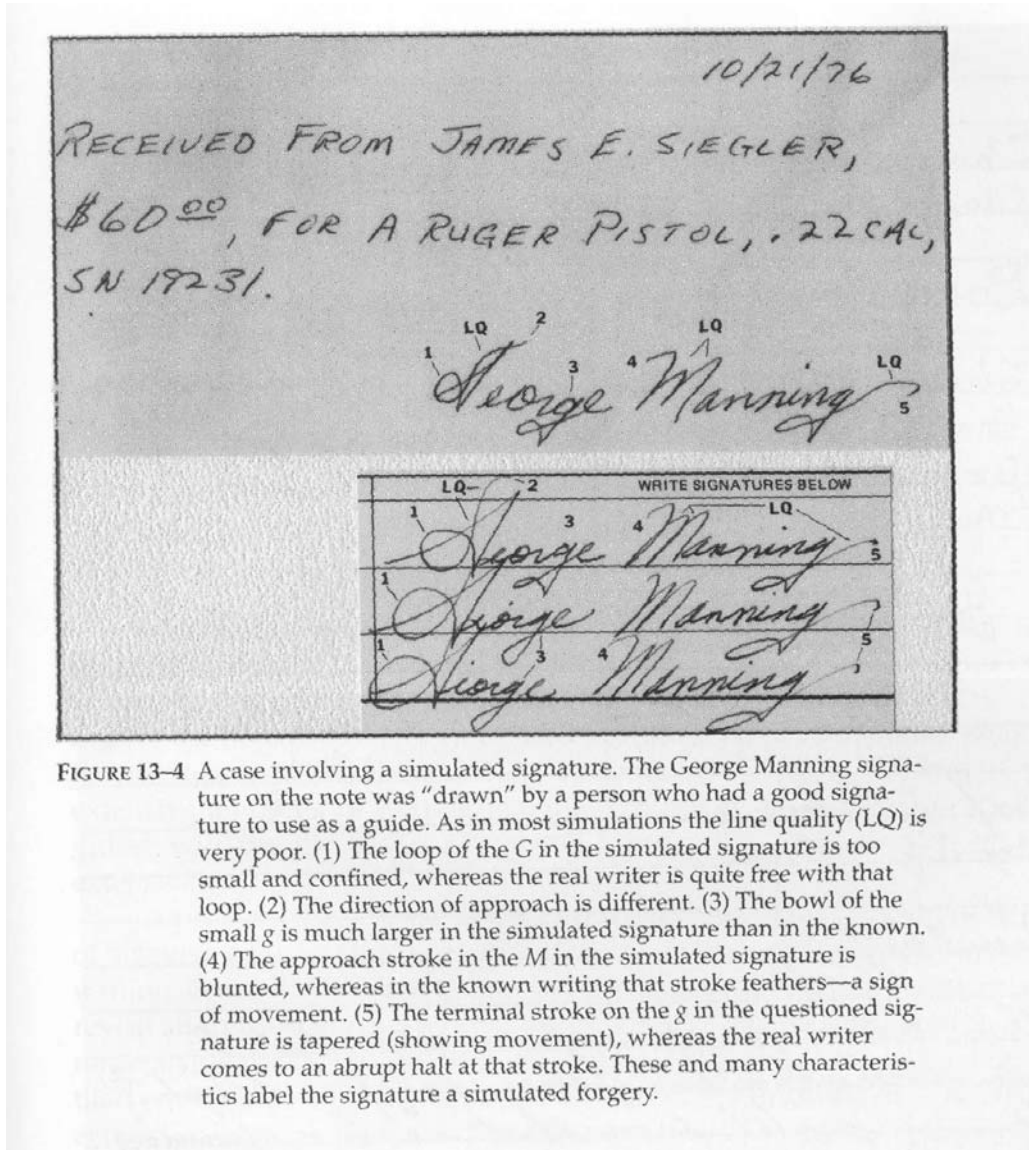 10/21/76
RECEIVED FROM JAMES E. SIEGLER,
$60 00, FOR A RUGER PISTOL, .22 CAL,
SN 19231.
LQ 2 LQ
1 3 4 LQ
George Manning 5
LQ 2 WRITE SIGNATURES BELOW
1 3 4 LQ
George Manning 5
1
George Manning
1 3 4 5
George Manning
FIGURE 13–4 A case involving a simulated signature. The George Manning signa-
ture on the note was "drawn" by a person who had a good signa-
ture to use as a guide. As in most simulations the line quality (LQ) is
very poor. (1) The loop of the G in the simulated signature is too
small and confined, whereas the real writer is quite free with that
loop. (2) The direction of approach is different. (3) The bowl of the
small g is much larger in the simulated signature than in the known.
(4) The approach stroke in the M in the simulated signature is
blunted, whereas in the known writing that stroke feathers—a sign
of movement. (5) The terminal stroke on the g in the questioned sig-
nature is tapered (showing movement), whereas the real writer
comes to an abrupt halt at that stroke. These and many characteris-
tics label the signature a simulated forgery.